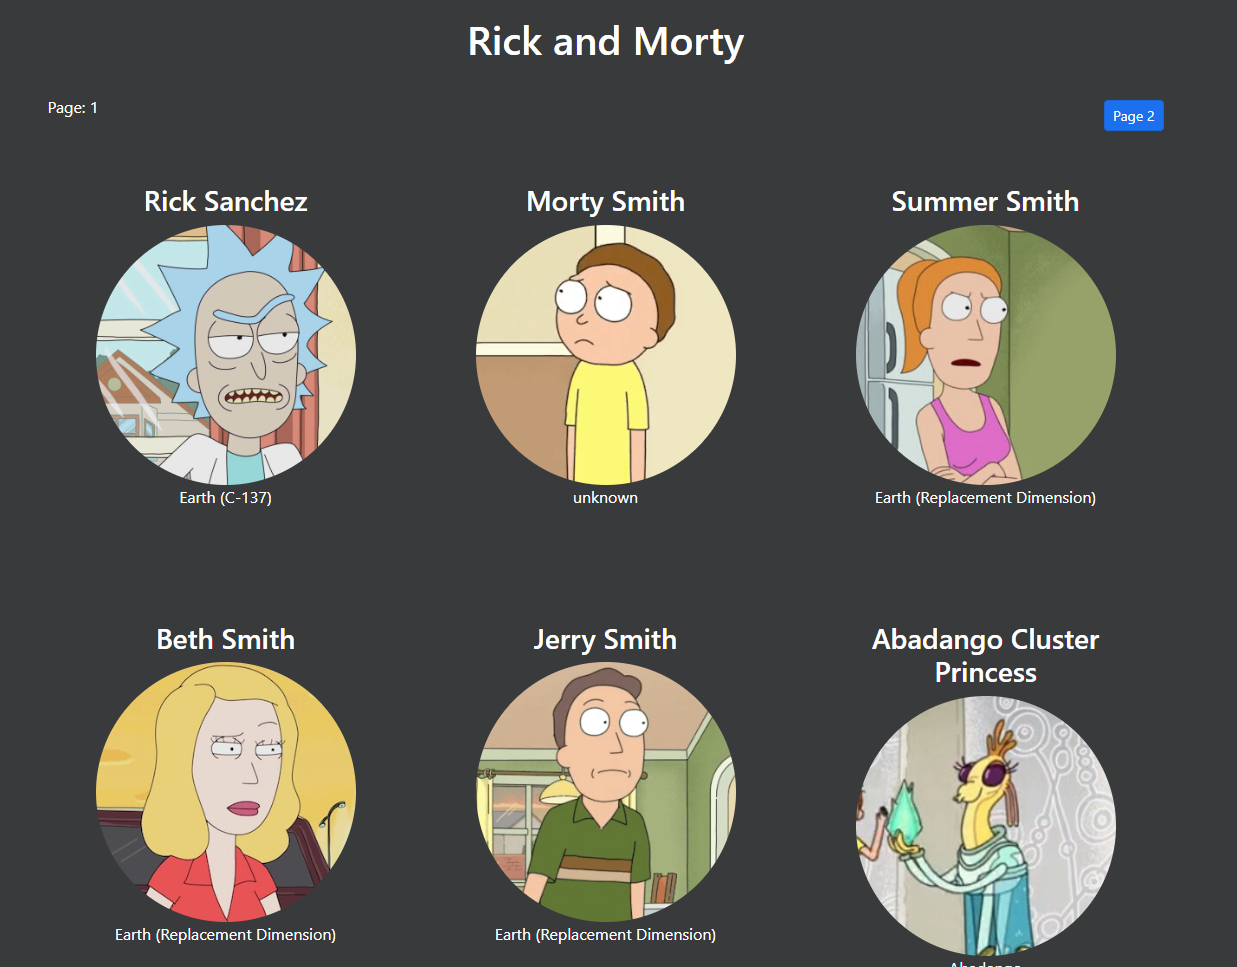 Rick and Morty
Page: 1
Page 2
Rick Sanchez
Morty Smith
Summer Smith
Earth (C-137)
unknown
Earth (Replacement Dimension)
Beth Smith
Jerry Smith
Abadango Cluster
Princess
Earth (Replacement Dimension)
Earth (Replacement Dimension)
Abadango